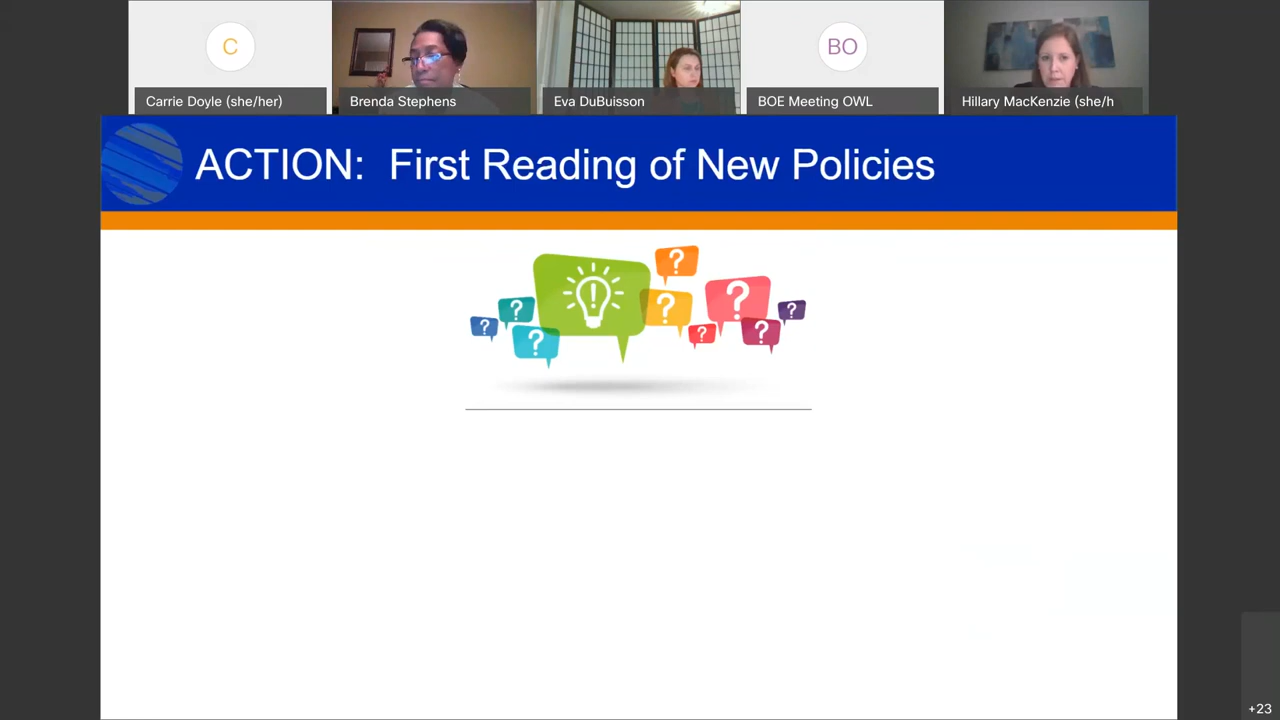 C
BO
Carrie Doyle (she/her)
Brenda Stephens
Eva DuBuisson
BOE Meeting OWL
Hillary MacKenzie (she/h
ACTION: First Reading of New Policies
?
?
?
!
?
?
?
?
?
?
+23